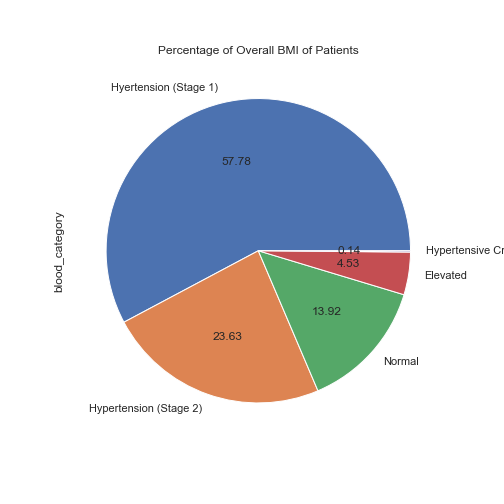 Percentage of Overall BMI of Patients
Hyertension (Stage 1)
57.78
blood_category
0.14
Hypertensive Cr
4.53
Elevated
13.92
23.63
Normal
Hypertension (Stage 2)